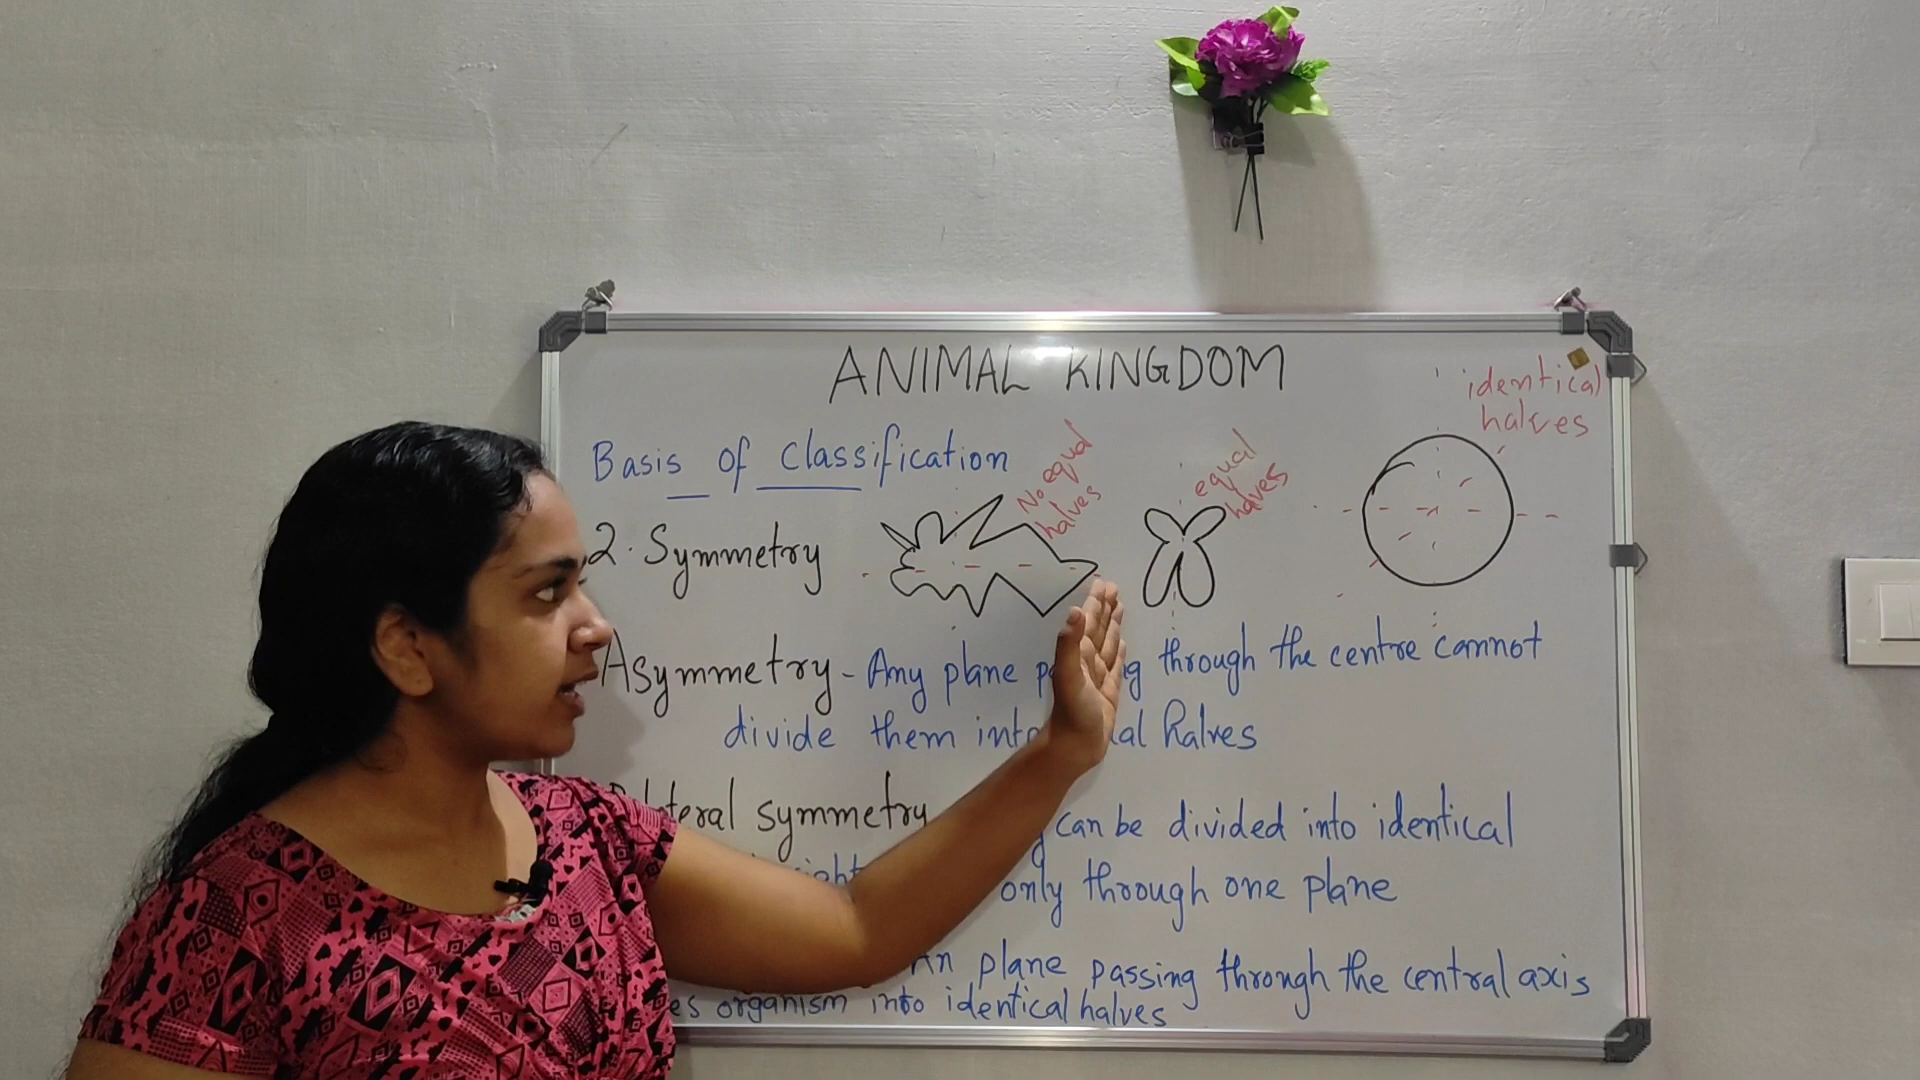 ANIMAL KINGDOM
identical
halves
Basis of classification
No equal
halves
equal
halves
2. Symmetry
Asymmetry - Any plane through the centre cannot
divide them into halves
symmetry can be divided into identical
only through one plane
plane passing through the central axis
organism into identical halves